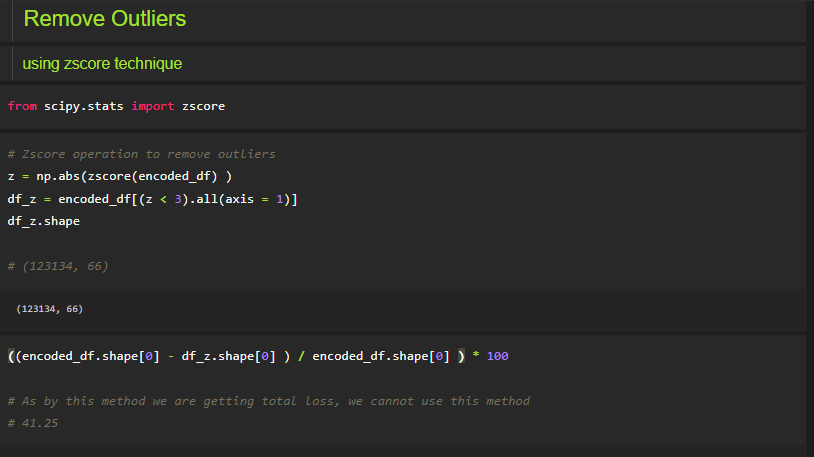 Remove Outliers
using zscore technique
from scipy.stats import zscore
# Zscore operation to remove outliers
z = np.abs(zscore(encoded_df) )
df_z = encoded_df[(z < 3).all(axis = 1)]
df_z.shape
# (123134, 66)
(123134, 66)
((encoded_df.shape[0] - df_z.shape[0] ) / encoded_df.shape[0] ) * 100
# As by this method we are getting total loss, we cannot use this method
# 41.25